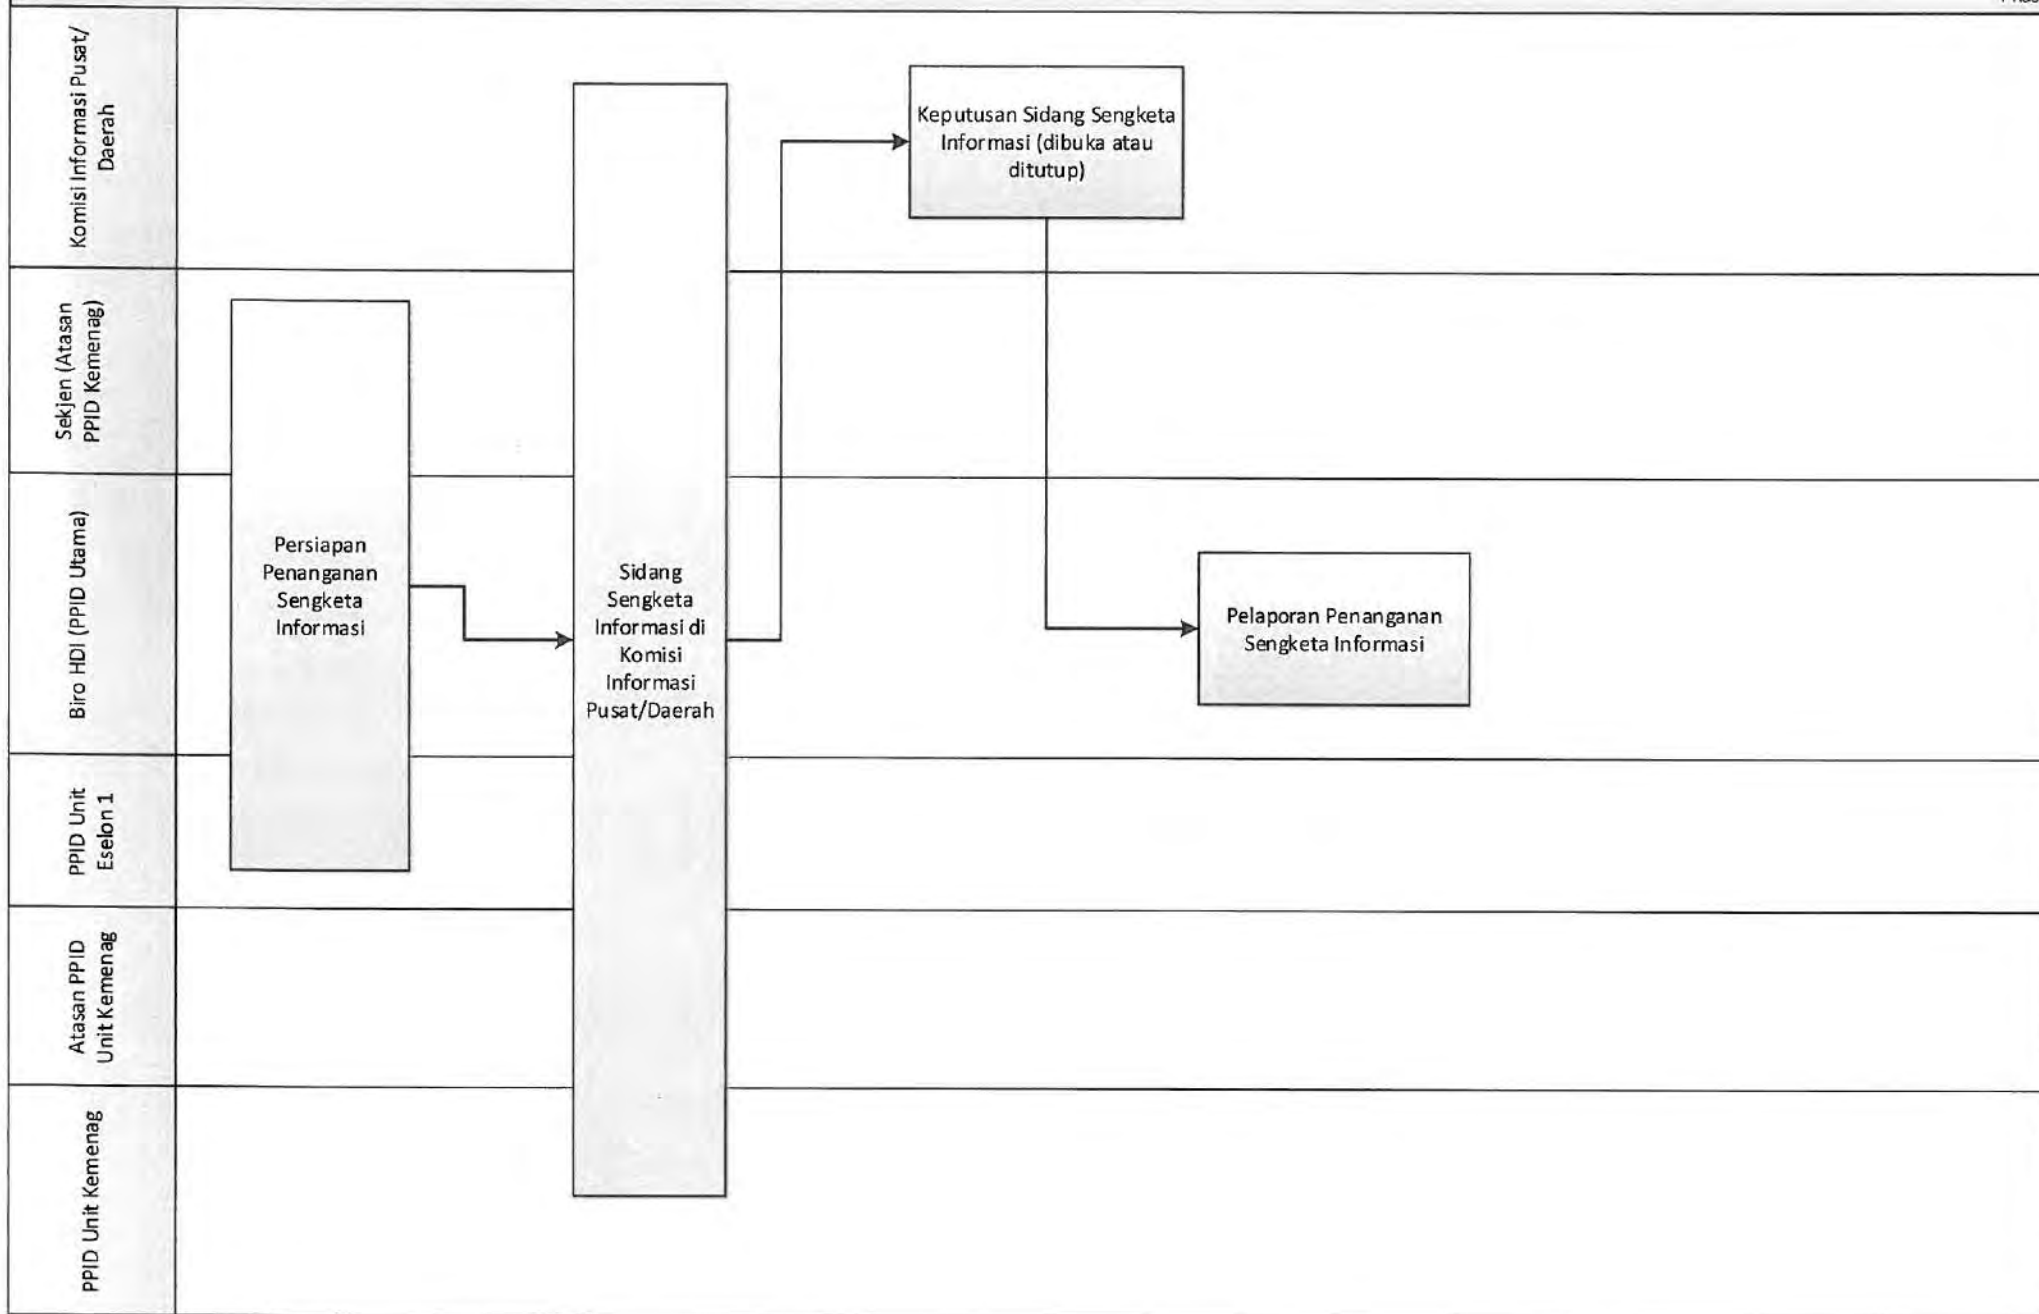 Komisi Informasi Pusat/
Daerah
Sekjen (Atasan
PPID Kemenag)
Biro HDI (PPID Utama)
PPID Unit
Eselon 1
Atasan PPID
Unit Kemenag
PPID Unit Kemenag
Persiapan
Penanganan
Sengketa
Informasi
Sidang
Sengketa
Informasi di
Komisi
Informasi
Pusat/Daerah
Keputusan Sidang Sengketa
Informasi (dibuka atau
ditutup)
Pelaporan Penanganan
Sengketa Informasi